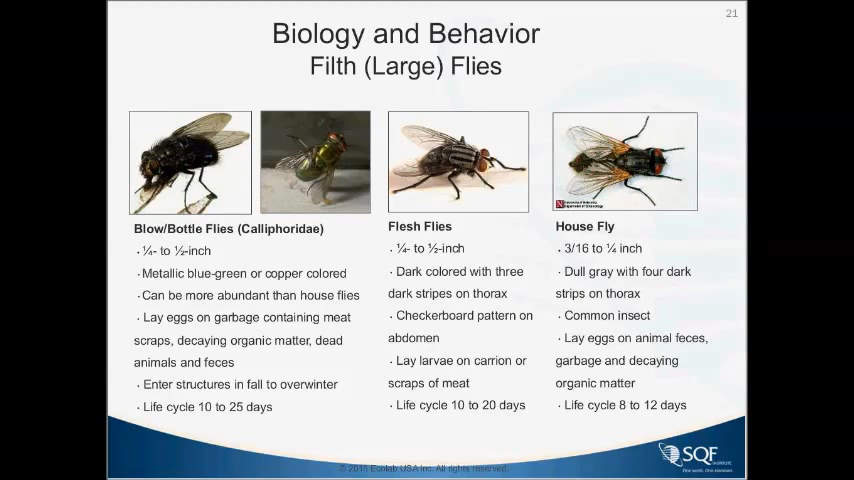 21
Biology and Behavior
Filth (Large) Flies
Blow/Bottle Flies (Calliphoridae)
· ¼- to ½-inch
· Metallic blue-green or copper colored
· Can be more abundant than house flies
· Lay eggs on garbage containing meat
scraps, decaying organic matter, dead
animals and feces
· Enter structures in fall to overwinter
· Life cycle 10 to 25 days
Flesh Flies
· ¼- to ½-inch
· Dark colored with three
dark stripes on thorax
· Checkerboard pattern on
abdomen
· Lay larvae on carrion or
scraps of meat
· Life cycle 10 to 20 days
House Fly
· 3/16 to ¼ inch
· Dull gray with four dark
strips on thorax
· Common insect
· Lay eggs on animal feces,
garbage and decaying
organic matter
· Life cycle 8 to 12 days
SQF
INSTITUTE
© 2015 Ecolab USA Inc. All rights reserved.